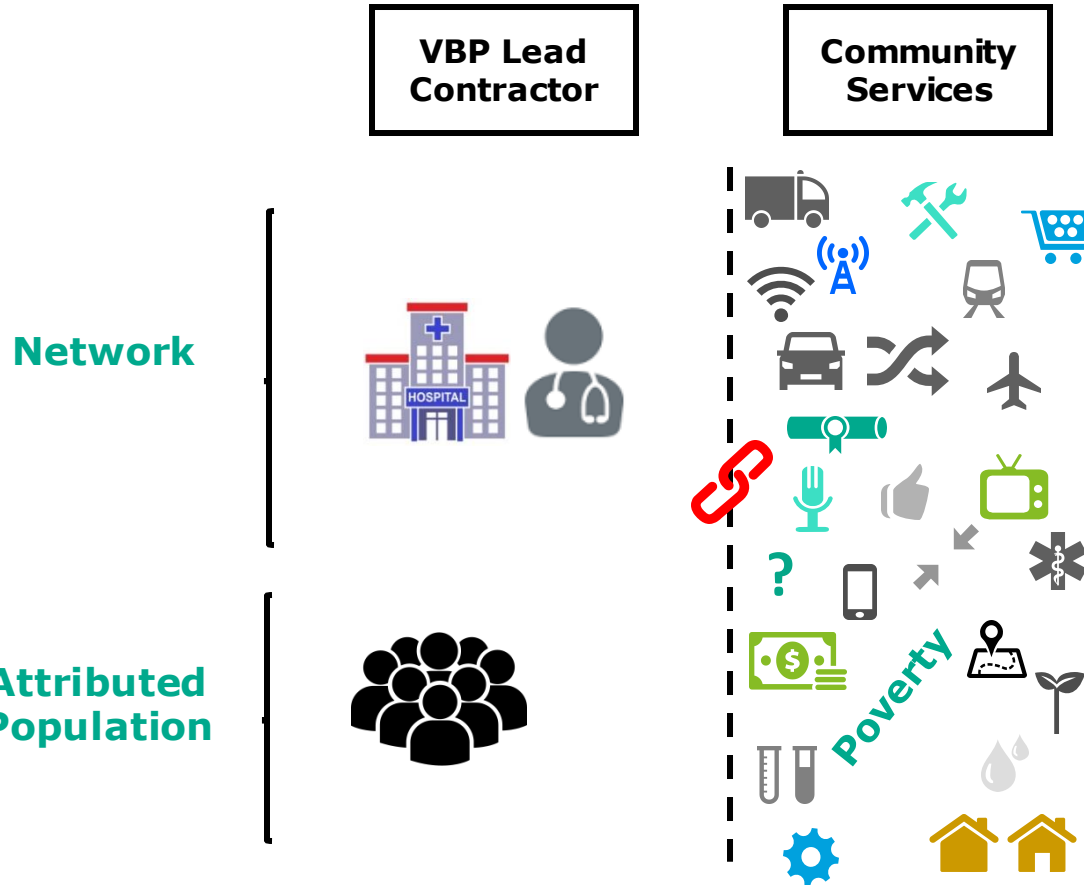 VBP Lead
Contractor
Community
Services
Network
HOSPITAL
?
$
Poverty
Attributed
Population